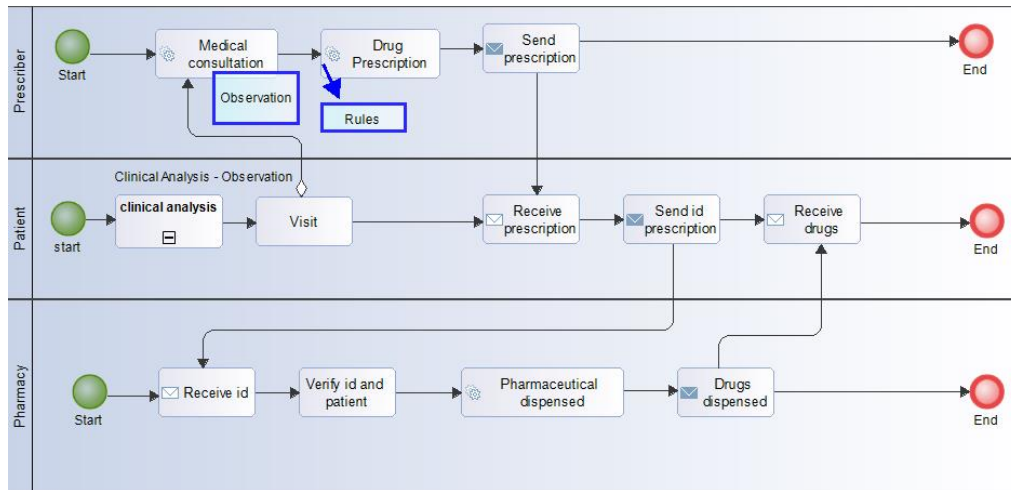 Prescriber
Start
Medical
consultation
Observation
Drug
Prescription
Rules
Send
prescription
End
Patient
start
Clinical Analysis - Observation
clinical analysis
Visit
Receive
prescription
Send id
prescription
Receive
drugs
End
Pharmacy
Start
Receive id
Verify id and
patient
Pharmaceutical
dispensed
Drugs
dispensed
End